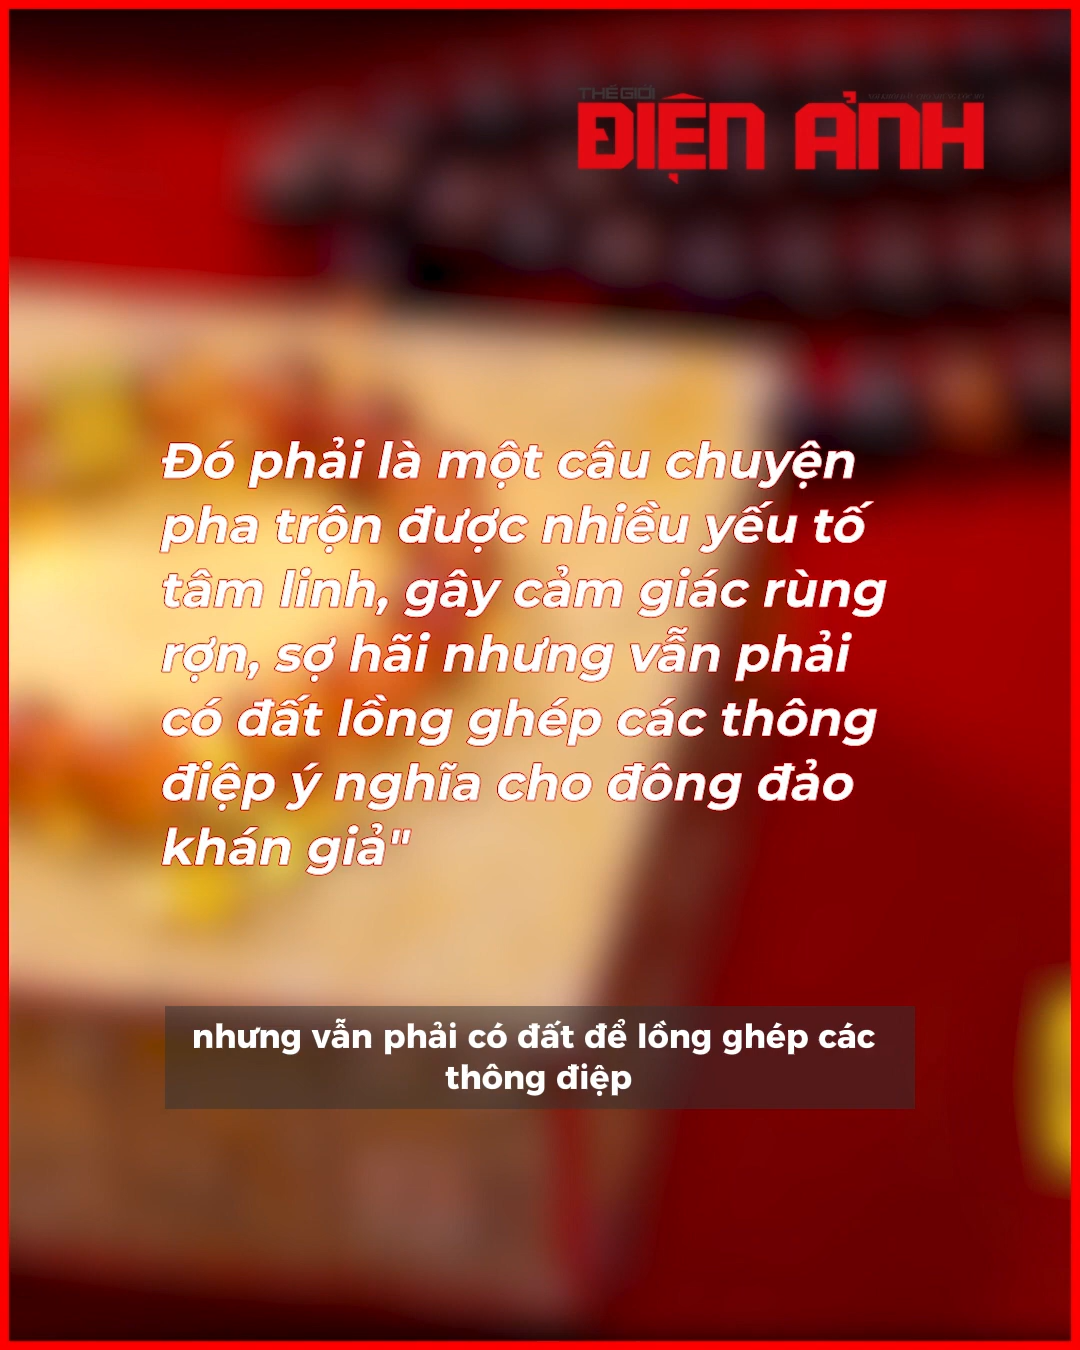 THẾ GIỚI
ĐIỆN ẢNH
Đó phải là một câu chuyện
pha trộn được nhiều yếu tố
tâm linh, gây cảm giác rùng
rợn, sợ hãi nhưng vẫn phải
có đất lồng ghép các thông
điệp ý nghĩa cho đông đảo
khán giả"
nhưng vẫn phải có đất để lồng ghép các
thông điệp